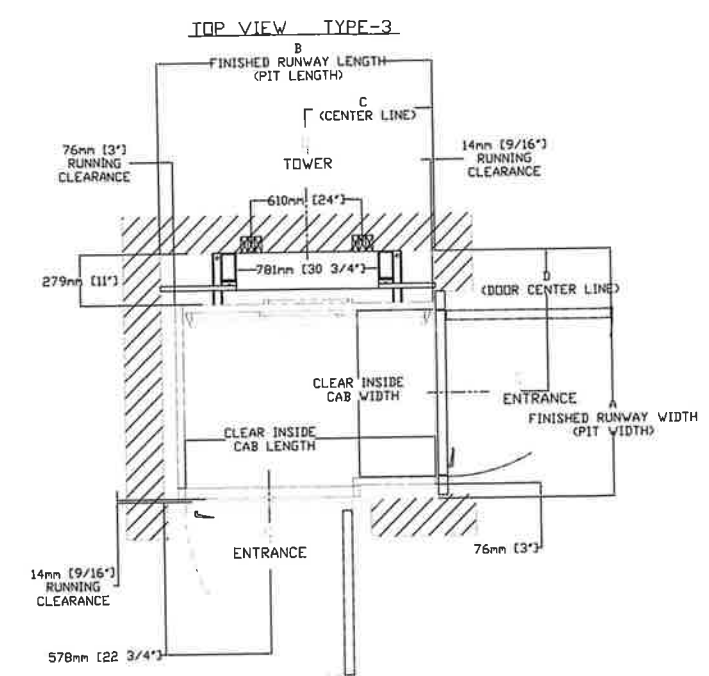 TOP VIEW TYPE-3
B
FINISHED RUNWAY LENGTH
(PIT LENGTH)
C
(CENTER LINE)
76mm [3"]
RUNNING
CLEARANCE
TOWER
14mm [9/16"]
RUNNING
CLEARANCE
610mm [24"]
279mm [11"]
781mm [30 3/4"]
D
(DOOR CENTER LINE)
CLEAR INSIDE
CAB WIDTH
ENTRANCE
A
FINISHED RUNWAY WIDTH
(PIT WIDTH)
CLEAR INSIDE
CAB LENGTH
ENTRANCE
76mm [3"]
14mm [9/16"]
RUNNING
CLEARANCE
578mm [22 3/4"]